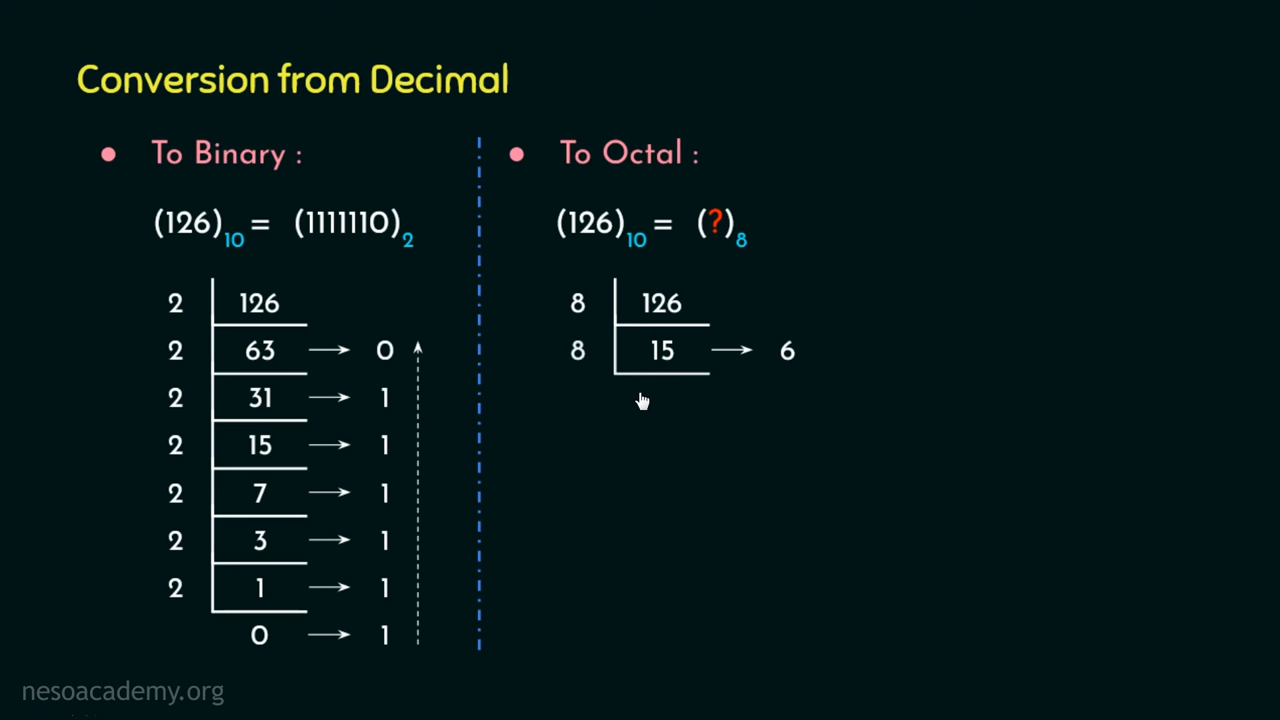 Conversion from Decimal
• To Binary :
(126)10 = (1111110)2
2 126
2 63 → 0
2 31 → 1
2 15 → 1
2 7 → 1
2 3 → 1
2 1 → 1
0 → 1
• To Octal :
(126)10 = (?)8
8 126
8 15 → 6
nesoacademy.org